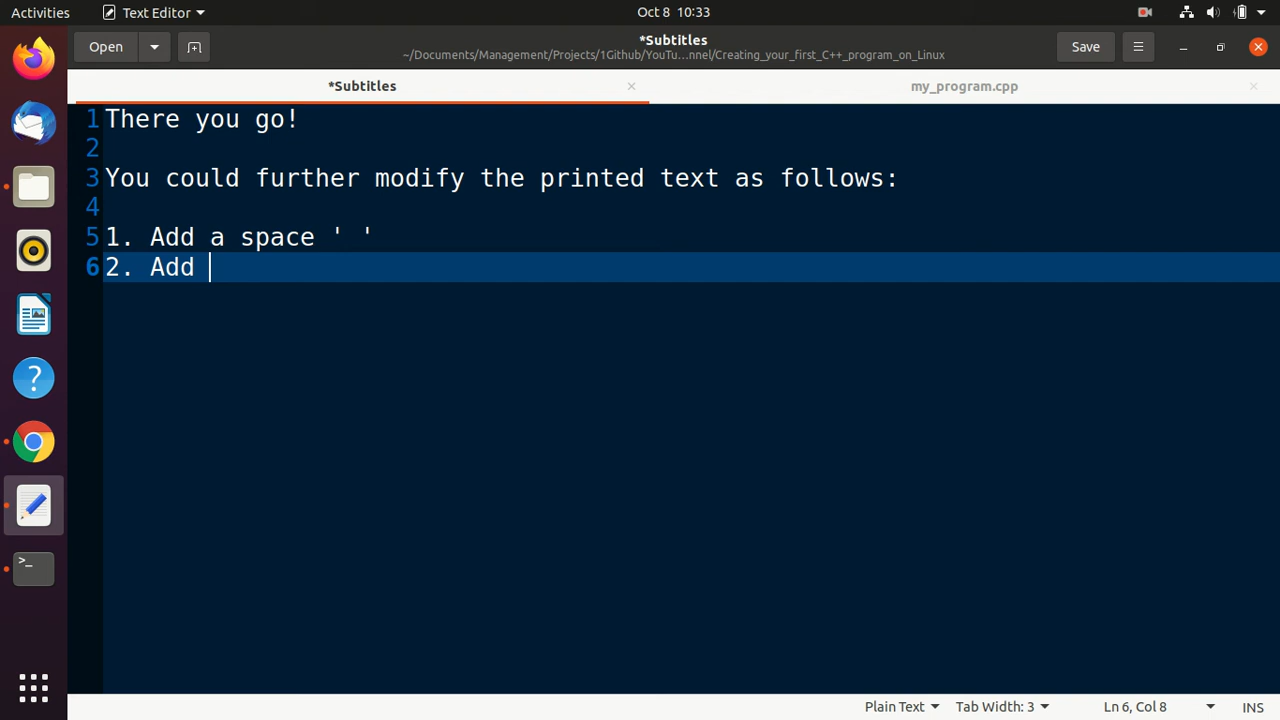 Activities Text Editor Oct 8 10:33
Open *Subtitles Save
~/Documents/Management/Projects/1Github/YouTu...nnel/Creating_your_first_C++_program_on_Linux
*Subtitles my_program.cpp
1 There you go!
2
3 You could further modify the printed text as follows:
4
5 1. Add a space ' '
6 2. Add
Plain Text Tab Width: 3 Ln 6, Col 8 INS